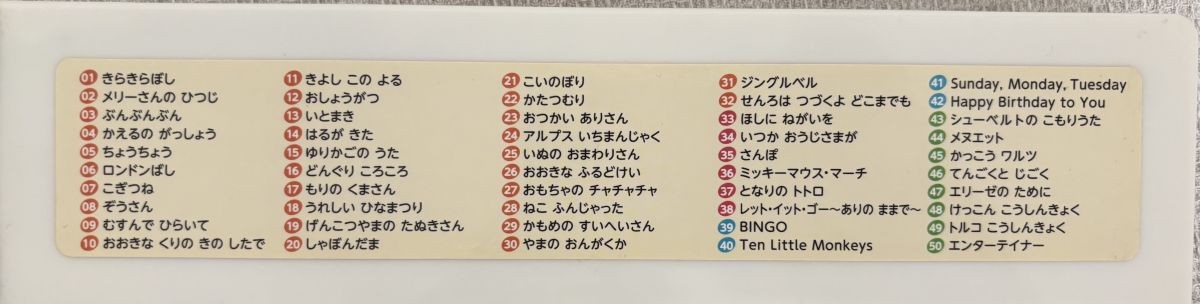 01 きらきらぼし
02 メリーさんの ひつじ
03 ぶんぶんぶん
04 かえるの がっしょう
05 ちょうちょう
06 ロンドンばし
07 こぎつね
08 ぞうさん
09 むすんで ひらいて
10 おおきな くりの きの したで
11 きよし この よる
12 おしょうがつ
13 いとまき
14 はるが きた
15 ゆりかごの うた
16 どんぐり ころころ
17 もりの くまさん
18 うれしい ひなまつり
19 げんこつやまの たぬきさん
20 しゃぼんだま
21 こいのぼり
22 かたつむり
23 おつかい ありさん
24 アルプス いちまんじゃく
25 いぬの おまわりさん
26 おおきな ふるどけい
27 おもちゃの チャチャチャ
28 ねこ ふんじゃった
29 かもめの すいへいさん
30 やまの おんがくか
31 ジングルベル
32 せんろは つづくよ どこまでも
33 ほしに ねがいを
34 いつか おうじさまが
35 さんぽ
36 ミッキーマウス・マーチ
37 となりの トトロ
38 レット・イット・ゴー〜ありの ままで〜
39 BINGO
40 Ten Little Monkeys
41 Sunday, Monday, Tuesday
42 Happy Birthday to You
43 シューベルトの こもりうた
44 メヌエット
45 かっこう ワルツ
46 てんごくと じごく
47 エリーゼの ために
48 けっこん こうしんきょく
49 トルコ こうしんきょく
50 エンターテイナー